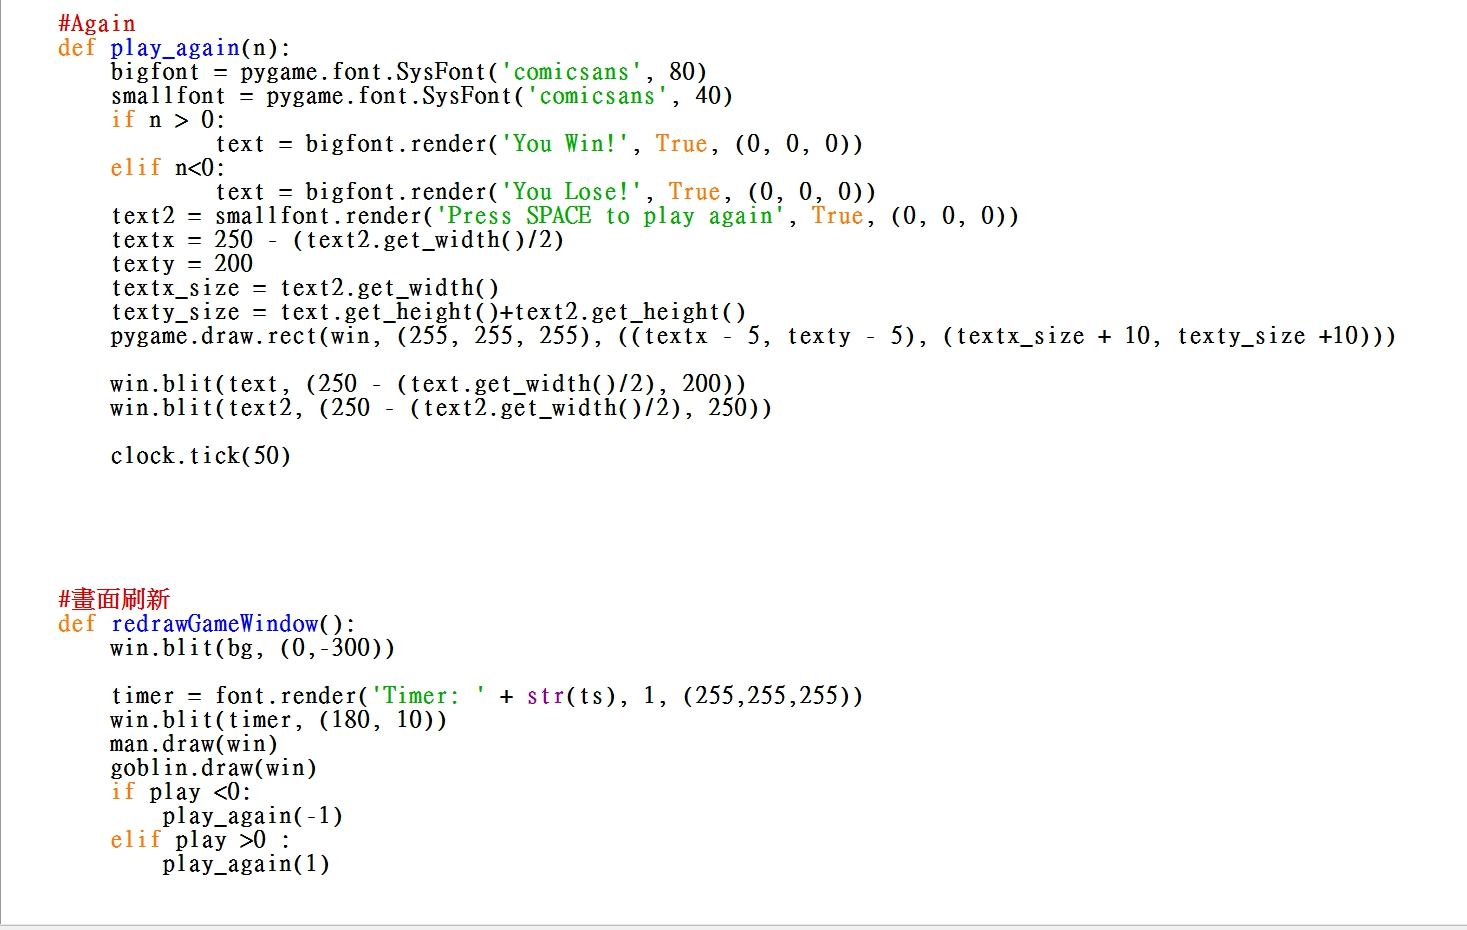 #Again
def play_again(n):
    bigfont = pygame.font.SysFont('comicsans', 80)
    smallfont = pygame.font.SysFont('comicsans', 40)
    if n > 0:
            text = bigfont.render('You Win!', True, (0, 0, 0))
    elif n<0:
            text = bigfont.render('You Lose!', True, (0, 0, 0))
    text2 = smallfont.render('Press SPACE to play again', True, (0, 0, 0))
    textx = 250 - (text2.get_width()/2)
    texty = 200
    textx_size = text2.get_width()
    texty_size = text.get_height()+text2.get_height()
    pygame.draw.rect(win, (255, 255, 255), ((textx - 5, texty - 5), (textx_size + 10, texty_size +10)))
    win.blit(text, (250 - (text.get_width()/2), 200))
    win.blit(text2, (250 - (text2.get_width()/2), 250))
    clock.tick(50)
#畫面刷新
def redrawGameWindow():
    win.blit(bg, (0,-300))
    timer = font.render('Timer: ' + str(ts), 1, (255,255,255))
    win.blit(timer, (180, 10))
    man.draw(win)
    goblin.draw(win)
    if play <0:
        play_again(-1)
    elif play >0 :
        play_again(1)